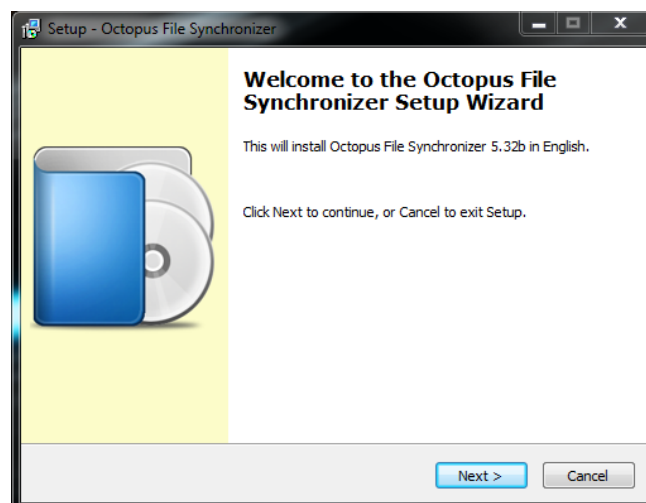 Setup - Octopus File Synchronizer
Welcome to the Octopus File
Synchronizer Setup Wizard
This will install Octopus File Synchronizer 5.32b in English.
Click Next to continue, or Cancel to exit Setup.
Next >
Cancel